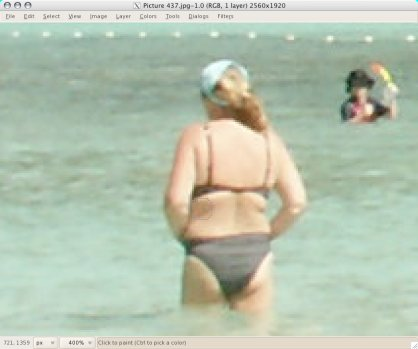 Picture 437.jpg-1.0 (RGB, 1 layer) 2560x1920
File Edit Select View Image Layer Colors Tools Dialogs Filters
721, 1359 px 400% Click to paint (Ctrl to pick a color)